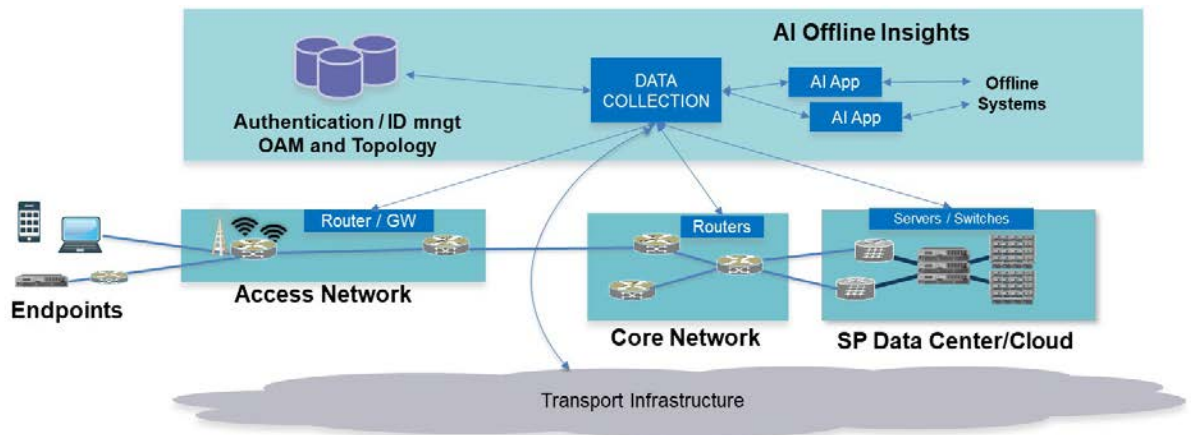 AI Offline Insights
DATA
COLLECTION
AI App
AI App
Offline
Systems
Authentication / ID mngt
OAM and Topology
Router / GW
Routers
Servers / Switches
Endpoints
Access Network
Core Network
SP Data Center/Cloud
Transport Infrastructure